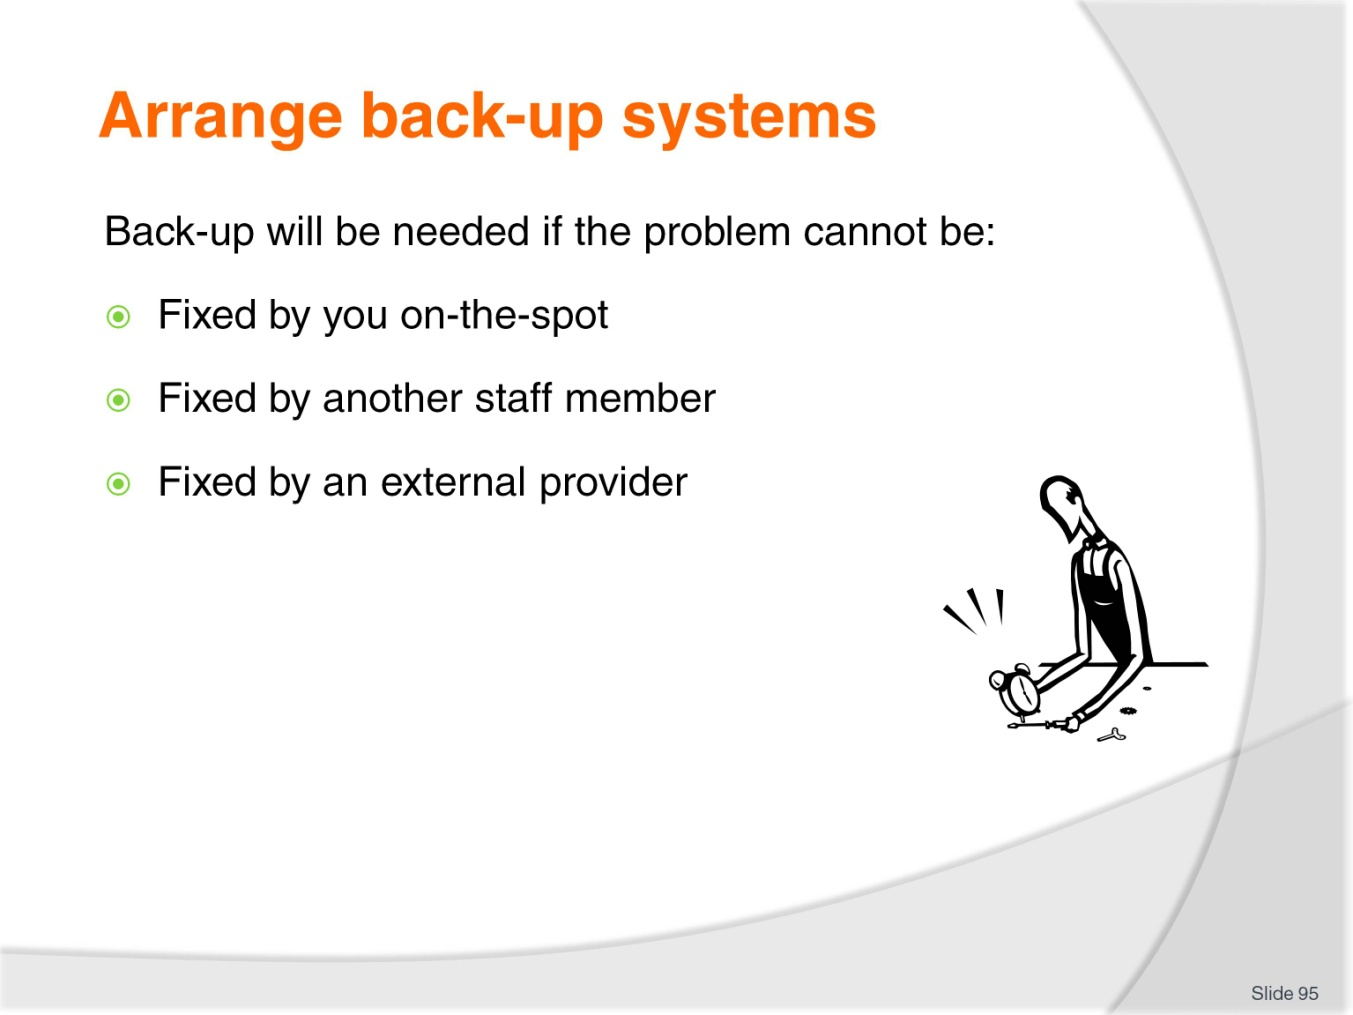 Arrange back-up systems
Back-up will be needed if the problem cannot be:
Fixed by you on-the-spot
Fixed by another staff member
Fixed by an external provider
Slide 95